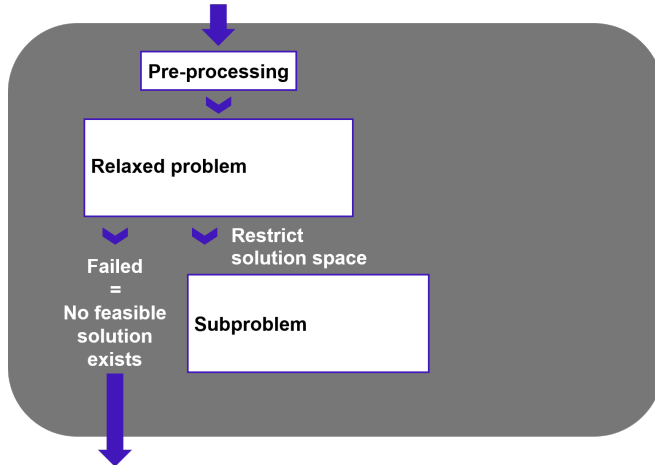 Pre-processing
Relaxed problem
Restrict
solution space
Failed
=
No feasible
solution
exists
Subproblem